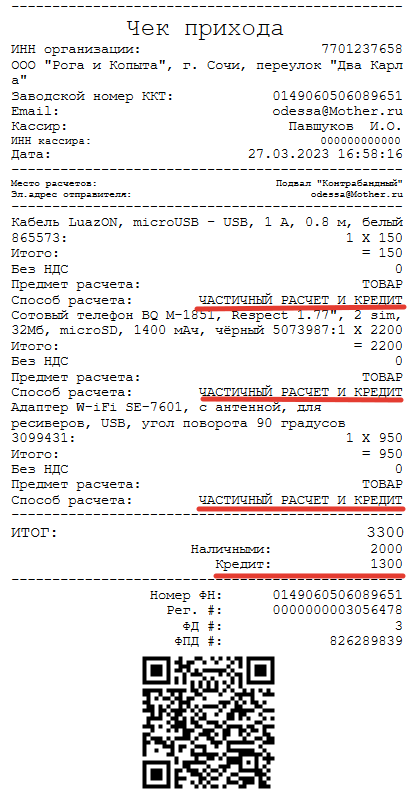 Чек прихода
ИНН организации: 7701237658
ООО "Рога и Копыта", г. Сочи, переулок "Два Карл
а"
Заводской номер ККТ: 0149060506089651
Email: odessa@Mother.ru
Кассир: Павшуков И.О.
ИНН кассира: 000000000000
Дата: 27.03.2023 16:58:16
Место расчетов: Подвал "Контрабандный"
Эл.адрес отправителя: odessa@Mother.ru
Кабель LuazON, microUSB - USB, 1 А, 0.8 м, белый
865573: 1 X 150
Итого: = 150
Без НДС 0
Предмет расчета: ТОВАР
Способ расчета: ЧАСТИЧНЫЙ РАСЧЕТ И КРЕДИТ
Сотовый телефон BQ M-1851, Respect 1.77", 2 sim,
32Мб, microSD, 1400 мАч, чёрный 5073987:1 X 2200
Итого: = 2200
Без НДС 0
Предмет расчета: ТОВАР
Способ расчета: ЧАСТИЧНЫЙ РАСЧЕТ И КРЕДИТ
Адаптер W-iFi SE-7601, с антенной, для
ресиверов, USB, угол поворота 90 градусов
3099431: 1 X 950
Итого: = 950
Без НДС 0
Предмет расчета: ТОВАР
Способ расчета: ЧАСТИЧНЫЙ РАСЧЕТ И КРЕДИТ
ИТОГ: 3300
Наличными: 2000
Кредит: 1300
Номер ФН: 0149060506089651
Рег. #: 0000000003056478
ФД #: 3
ФПД #: 826289839